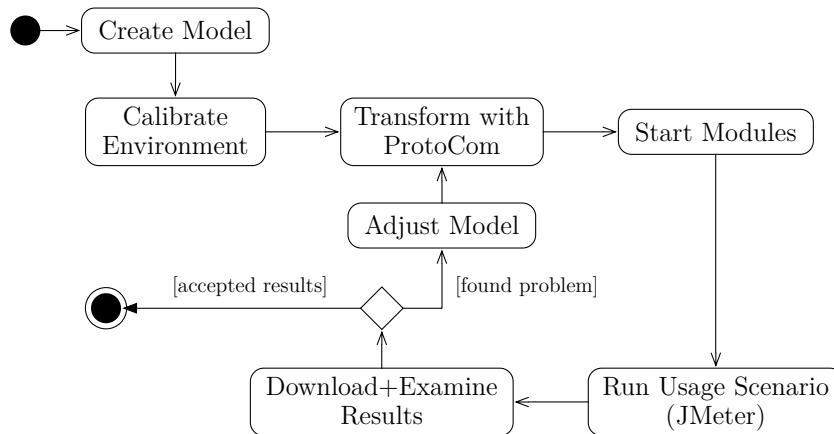 Create Model
Calibrate
Environment
Transform with
ProtoCom
Start Modules
Adjust Model
[accepted results]
[found problem]
Download+Examine
Results
Run Usage Scenario
(JMeter)